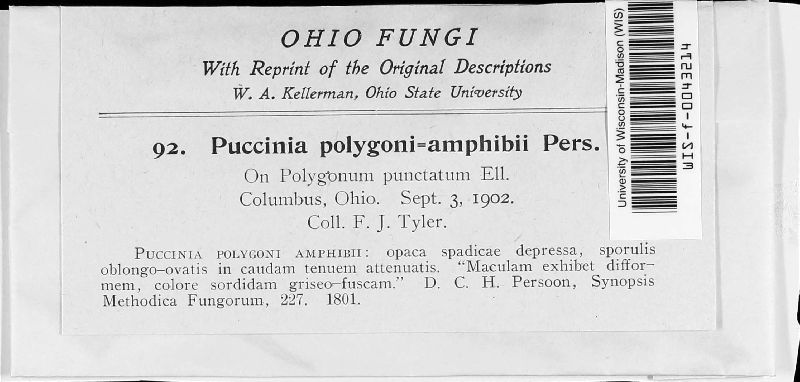 OHIO FUNGI
With Reprint of the Original Descriptions
W. A. Kellerman, Ohio State University
92. Puccinia polygoni=amphibii Pers.
On Polygonum punctatum Ell.
Columbus, Ohio. Sept. 3, 1902.
Coll. F. J. Tyler.
PUCCINIA POLYGONI AMPHIBII: opaca spadicae depressa, sporulis
oblongo-ovatis in caudam tenuem attenuatis. "Maculam exhibet diffor-
mem, colore sordidam griseo-fuscam." D. C. H. Persoon, Synopsis
Methodica Fungorum, 227. 1801.
University of Wisconsin-Madison (WIS)
WIS-f-0043214